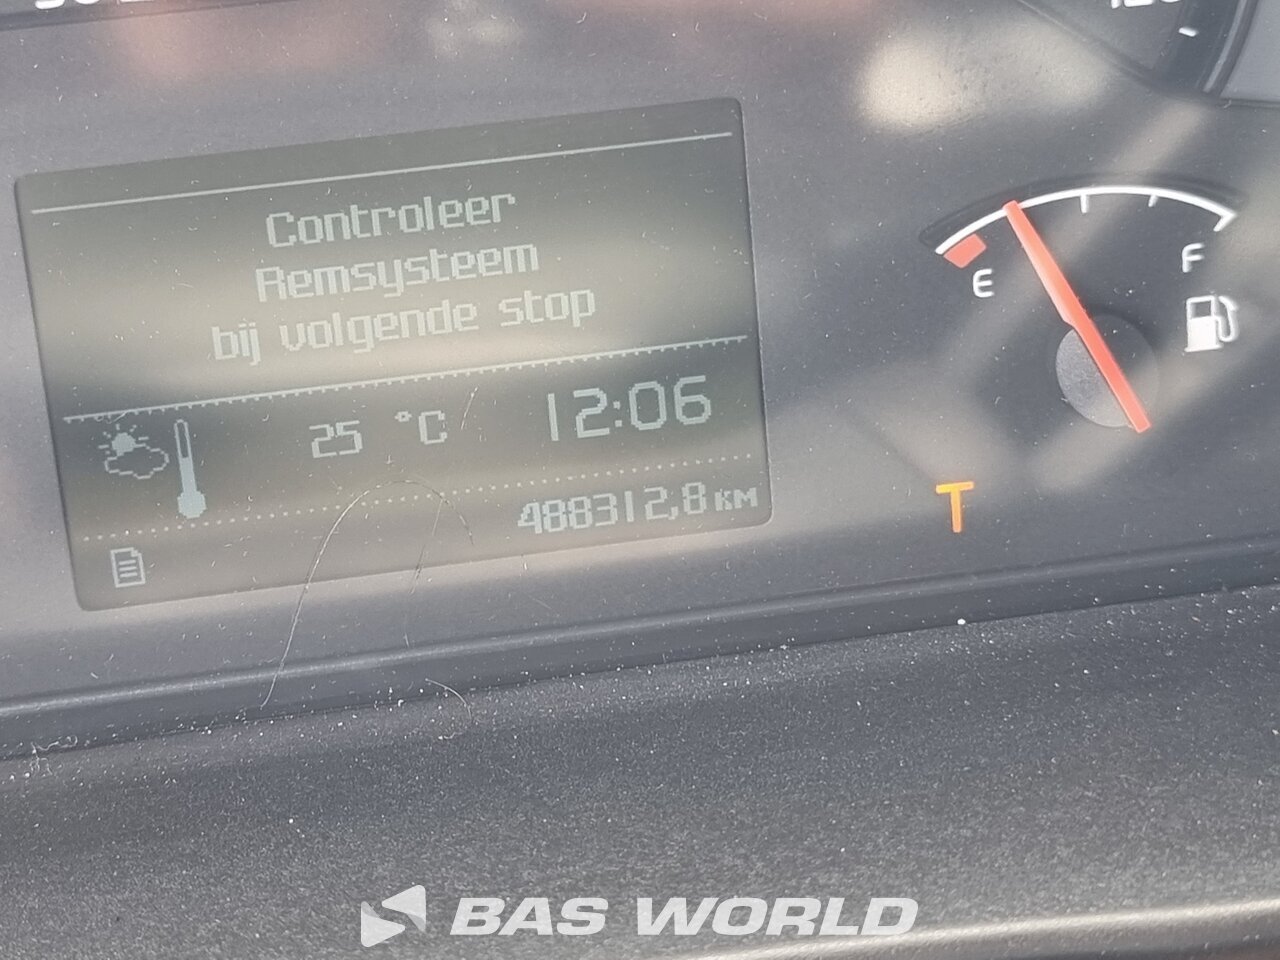 Controleer
Remsysteem
bij volgende stop
25 °C 12:06
488312,8 км
E
F
T
BAS WORLD